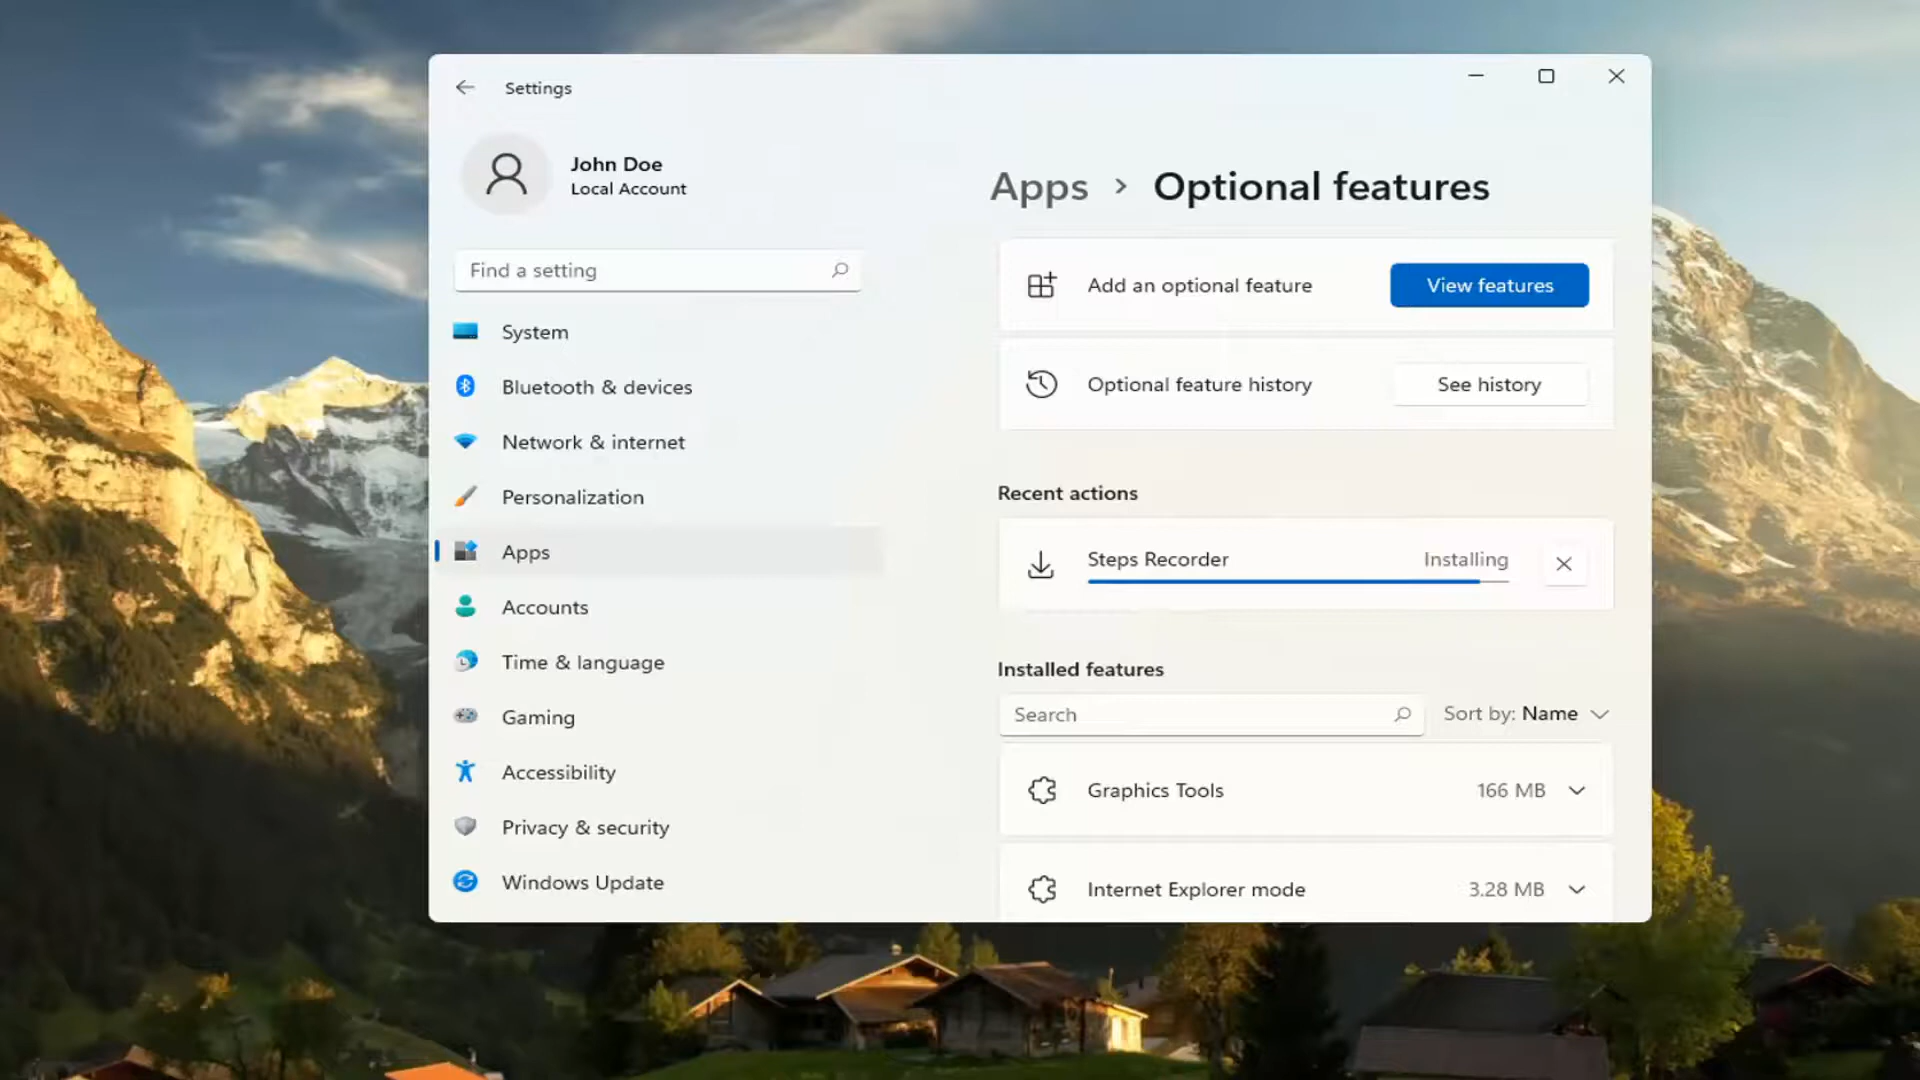 Settings
John Doe
Local Account
Find a setting
System
Bluetooth & devices
Network & internet
Personalization
Apps
Accounts
Time & language
Gaming
Accessibility
Privacy & security
Windows Update
Apps > Optional features
Add an optional feature View features
Optional feature history See history
Recent actions
Steps Recorder Installing
Installed features
Search Sort by: Name
Graphics Tools 166 MB
Internet Explorer mode 3.28 MB